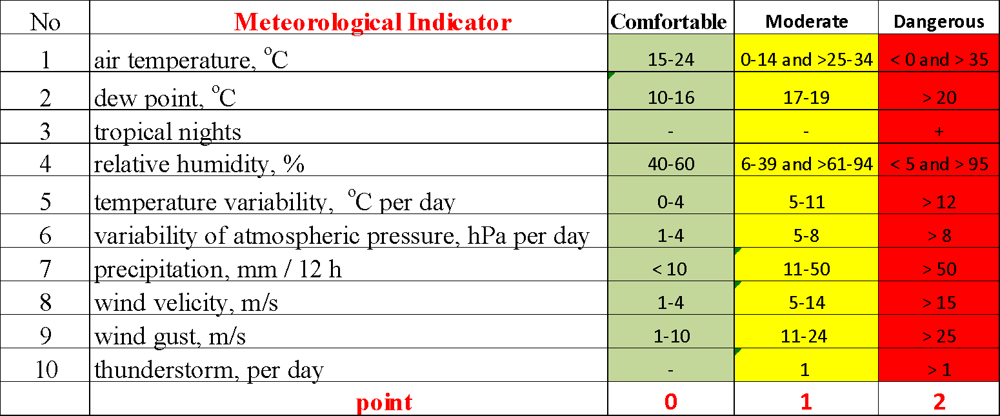 No Meteorological Indicator Comfortable Moderate Dangerous
1 air temperature, °C 15-24 0-14 and >25-34 < 0 and > 35
2 dew point, °C 10-16 17-19 > 20
3 tropical nights - - +
4 relative humidity, % 40-60 6-39 and >61-94 < 5 and > 95
5 temperature variability, °C per day 0-4 5-11 > 12
6 variability of atmospheric pressure, hPa per day 1-4 5-8 > 8
7 precipitation, mm / 12 h < 10 11-50 > 50
8 wind velicity, m/s 1-4 5-14 > 15
9 wind gust, m/s 1-10 11-24 > 25
10 thunderstorm, per day - 1 > 1
point 0 1 2